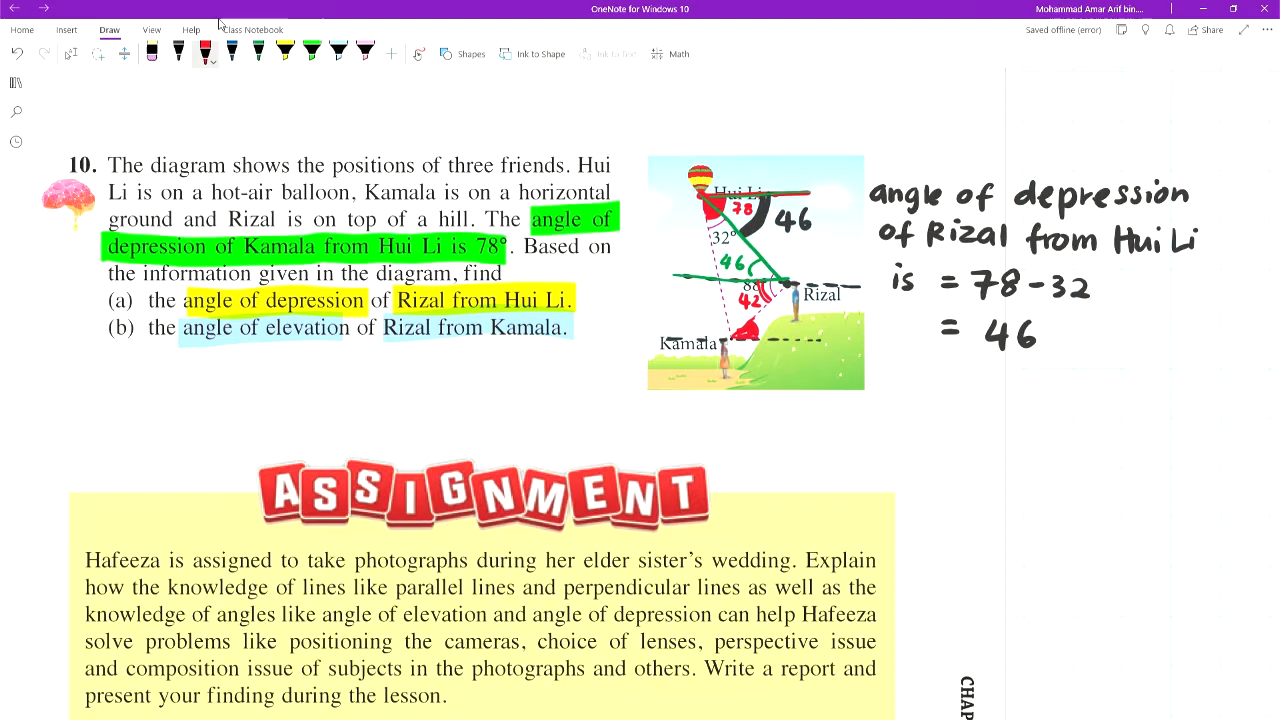 OneNote for Windows 10
Mohammad Amar Arif bin....
Home Insert Draw View Help Class Notebook
Saved offline (error) Share
Shapes Ink to Shape Ink to Text Math
10. The diagram shows the positions of three friends. Hui
Li is on a hot-air balloon, Kamala is on a horizontal
ground and Rizal is on top of a hill. The angle of
depression of Kamala from Hui Li is 78°. Based on
the information given in the diagram, find
(a) the angle of depression of Rizal from Hui Li.
(b) the angle of elevation of Rizal from Kamala.
Hui Li
78
46
32°
46
88
42
Rizal
Kamala
angle of depression
of Rizal from Hui Li
is = 78-32
= 46
ASSIGNMENT
Hafeeza is assigned to take photographs during her elder sister's wedding. Explain
how the knowledge of lines like parallel lines and perpendicular lines as well as the
knowledge of angles like angle of elevation and angle of depression can help Hafeeza
solve problems like positioning the cameras, choice of lenses, perspective issue
and composition issue of subjects in the photographs and others. Write a report and
present your finding during the lesson.
CHAP